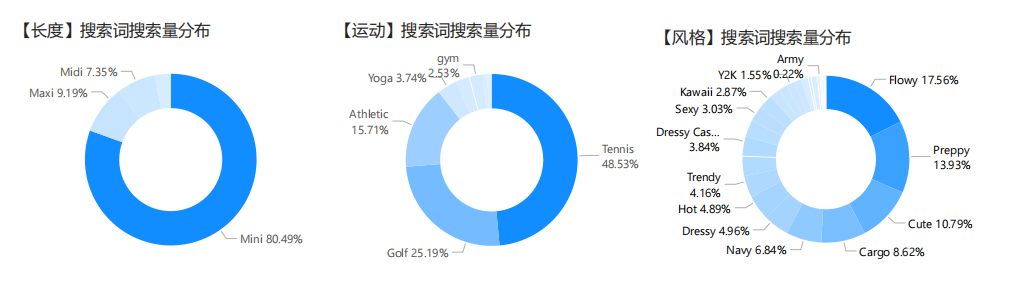 【长度】搜索词搜索量分布
Midi 7.35%
Maxi 9.19%
Mini 80.49%
【运动】搜索词搜索量分布
gym
2.53%
Yoga 3.74%
Athletic
15.71%
Tennis
48.53%
Golf 25.19%
【风格】搜索词搜索量分布
Army
0.22%
Y2K 1.55%
Kawaii 2.87%
Sexy 3.03%
Dressy Cas...
3.84%
Trendy
4.16%
Hot 4.89%
Dressy 4.96%
Navy 6.84%
Flowy 17.56%
Preppy
13.93%
Cute 10.79%
Cargo 8.62%